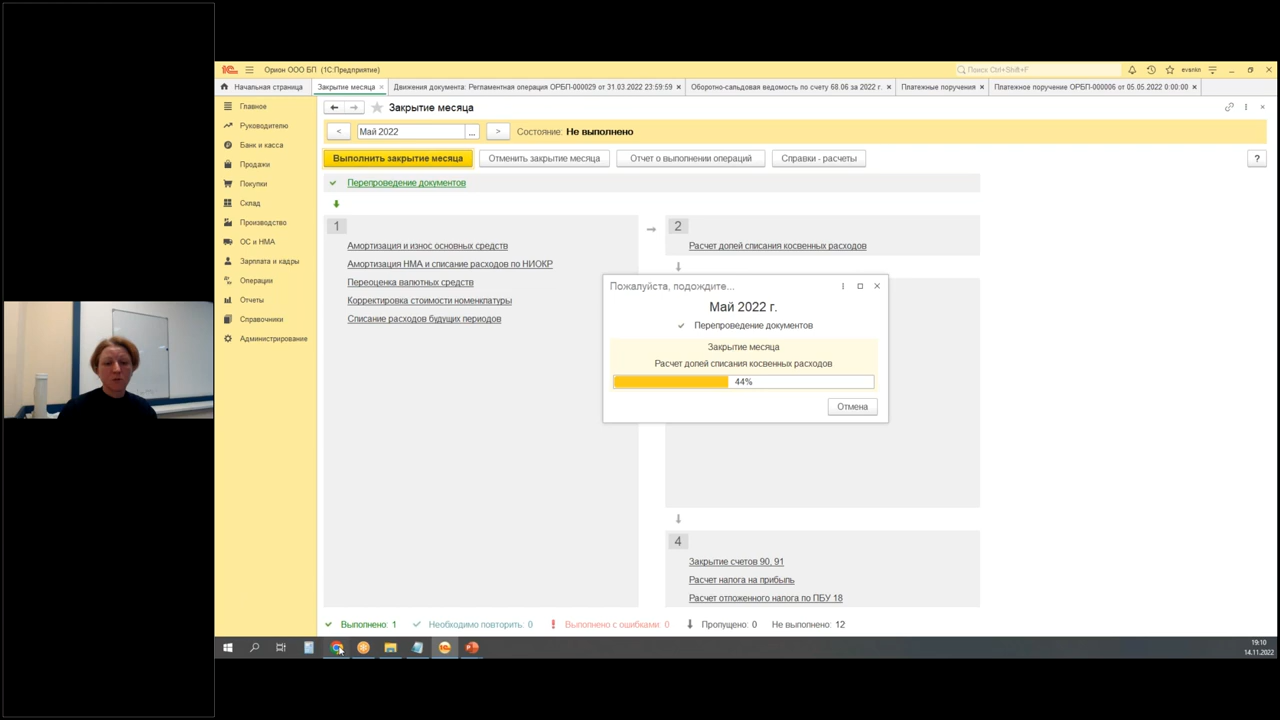 Орион ООО БП (1С:Предприятие)
Поиск Ctrl+Shift+F
evankn
Начальная страница
Закрытие месяца ×
Движения документа: Регламентная операция ОРБП-000029 от 31.03.2022 23:59:59 ×
Оборотно-сальдовая ведомость по счету 68.06 за 2022 г. ×
Платежные поручения ×
Платежное поручение ОРБП-000006 от 05.05.2022 0:00:00 ×
Главное
Руководителю
Банк и касса
Продажи
Покупки
Склад
Производство
ОС и НМА
Зарплата и кадры
Операции
Отчеты
Справочники
Администрирование
Закрытие месяца
< Май 2022 ... > Состояние: Не выполнено
Выполнить закрытие месяца Отменить закрытие месяца Отчет о выполнении операций Справки - расчеты ?
Перепроведение документов
1
Амортизация и износ основных средств
Амортизация НМА и списание расходов по НИОКР
Переоценка валютных средств
Корректировка стоимости номенклатуры
Списание расходов будущих периодов
2
Расчет долей списания косвенных расходов
Пожалуйста, подождите...
Май 2022 г.
Перепроведение документов
Закрытие месяца
Расчет долей списания косвенных расходов
44%
Отмена
4
Закрытие счетов 90, 91
Расчет налога на прибыль
Расчет отложенного налога по ПБУ 18
Выполнено: 1 Необходимо повторить: 0 Выполнено с ошибками: 0 Пропущено: 0 Не выполнено: 12
19:10
14.11.2022